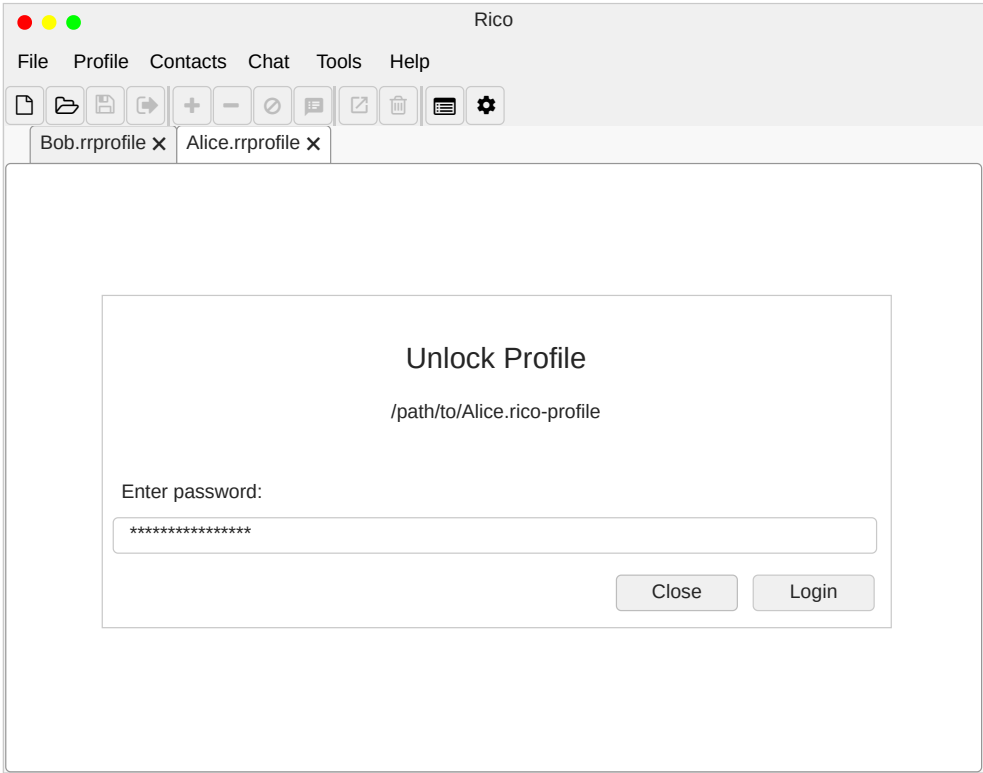 Rico
File Profile Contacts Chat Tools Help
Bob.rrprofile Alice.rrprofile
Unlock Profile
/path/to/Alice.rico-profile
Enter password:
****************
Close Login